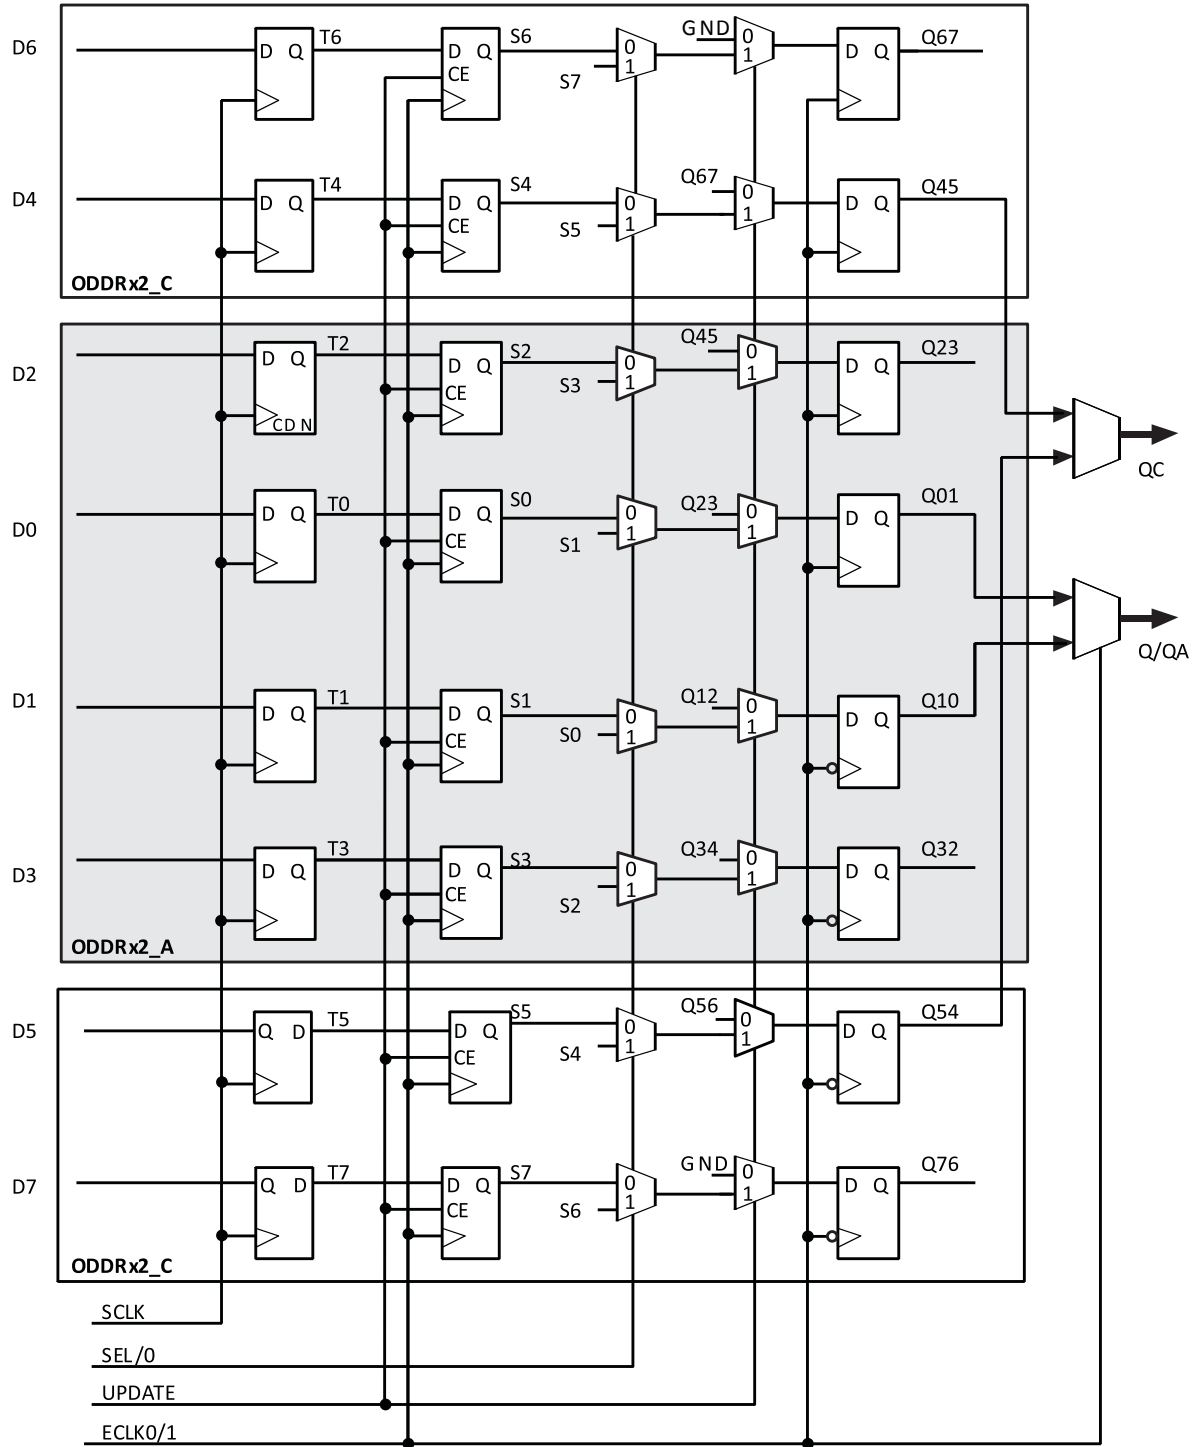 GND
D6 D Q T6 D Q S6 0 0 D Q Q67
CE 1 1
S7
D4 D Q T4 D Q S4 0 Q67 0 D Q Q45
CE 1 1
S5
ODDRx2_C
D2 D Q T2 D Q S2 0 Q45 0 D Q Q23
CE 1 1
S3
CDN
QC
D0 D Q T0 D Q S0 0 Q23 0 D Q Q01
CE 1 1
S1
Q/QA
D1 D Q T1 D Q S1 0 Q12 0 D Q Q10
CE 1 1
S0
D3 D Q T3 D Q S3 0 Q34 0 D Q Q32
CE 1 1
S2
ODDRx2_A
D5 Q D T5 D Q S5 0 Q56 0 D Q Q54
CE 1 1
S4
D7 Q D T7 D Q S7 0 GND 0 D Q Q76
CE 1 1
S6
ODDRx2_C
SCLK
SEL/0
UPDATE
ECLK0/1